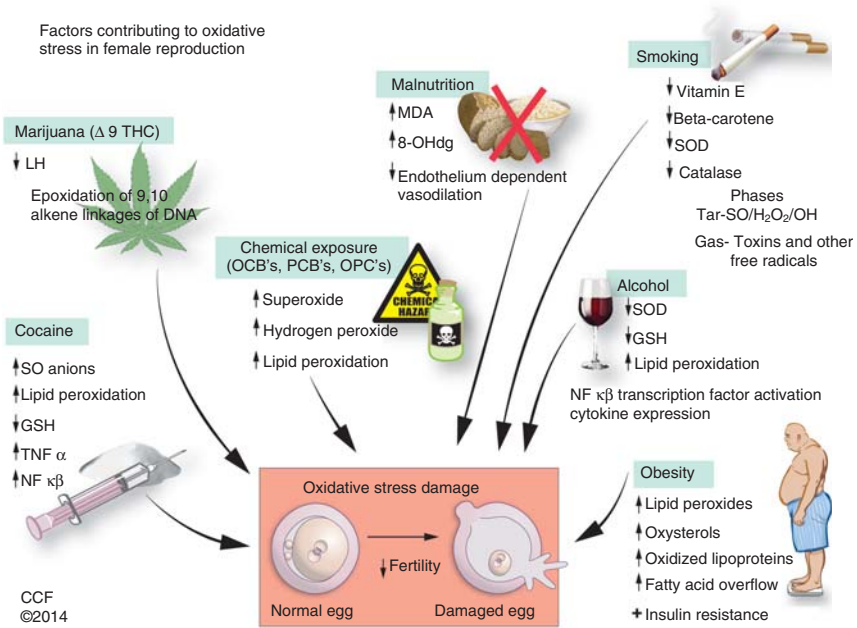 Factors contributing to oxidative
stress in female reproduction
Marijuana (Δ 9 THC)
↓ LH
Epoxidation of 9,10
alkene linkages of DNA
Cocaine
↑ SO anions
↑ Lipid peroxidation
↓ GSH
↑ TNF α
↑ NF κβ
Chemical exposure
(OCB's, PCB's, OPC's)
↑ Superoxide
↑ Hydrogen peroxide
↑ Lipid peroxidation
CHEMICAL
HAZARD
Malnutrition
↑ MDA
↑ 8-OHdg
↓ Endothelium dependent
vasodilation
Smoking
↓ Vitamin E
↓ Beta-carotene
↓ SOD
↓ Catalase
Phases
Tar-SO/H₂O₂/OH
Gas- Toxins and other
free radicals
Alcohol
↓ SOD
↓ GSH
↑ Lipid peroxidation
NF κβ transcription factor activation
cytokine expression
Obesity
↑ Lipid peroxides
↑ Oxysterols
↑ Oxidized lipoproteins
↑ Fatty acid overflow
+ Insulin resistance
Oxidative stress damage
↓ Fertility
Normal egg
Damaged egg
CCF
©2014